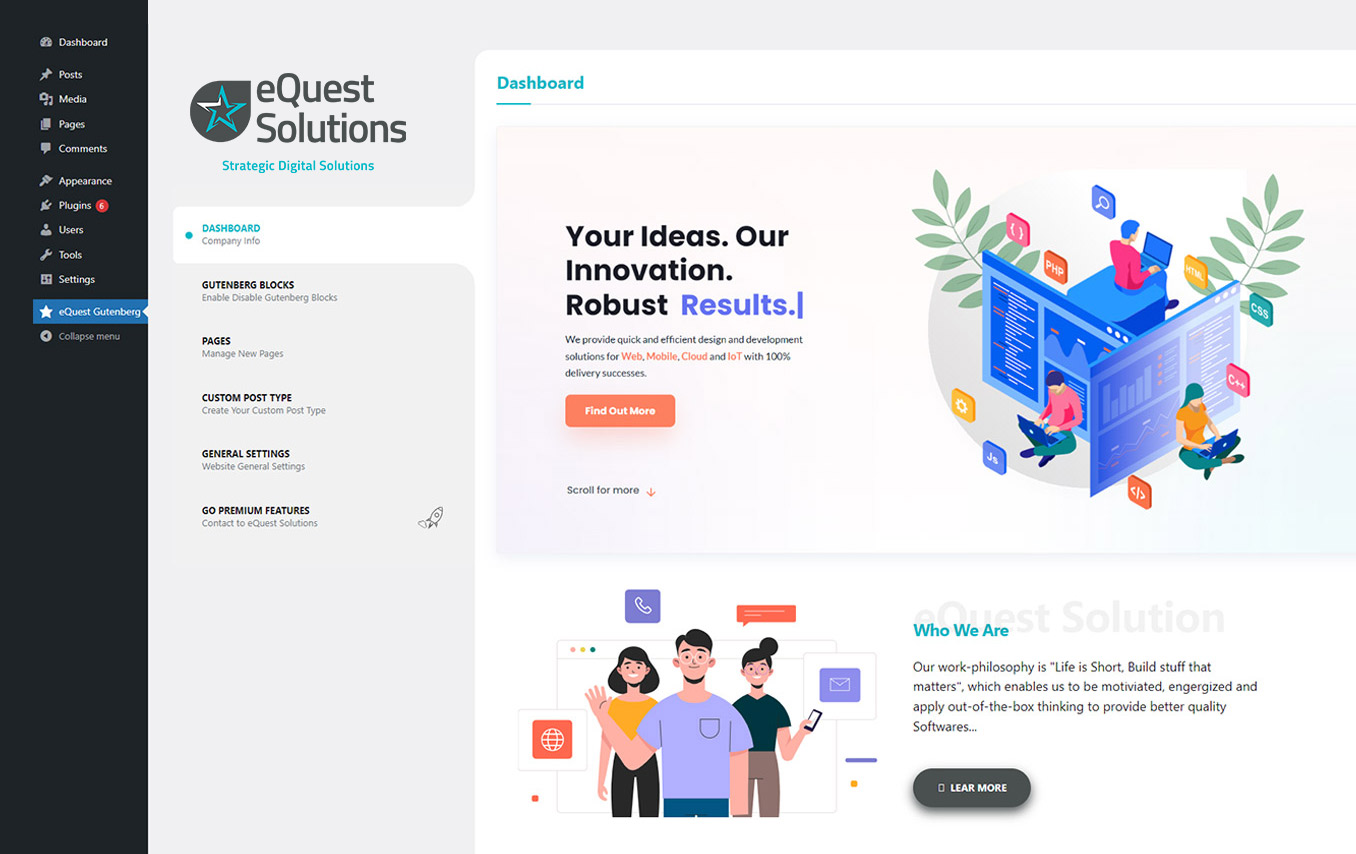 Dashboard
Posts
Media
Pages
Comments
Appearance
Plugins 6
Users
Tools
Settings
eQuest Gutenberg
Collapse menu
eQuest
Solutions
Strategic Digital Solutions
DASHBOARD
Company Info
GUTENBERG BLOCKS
Enable Disable Gutenberg Blocks
PAGES
Manage New Pages
CUSTOM POST TYPE
Create Your Custom Post Type
GENERAL SETTINGS
Website General Settings
GO PREMIUM FEATURES
Contact to eQuest Solutions
Dashboard
Your Ideas. Our
Innovation.
Robust Results.|
We provide quick and efficient design and development
solutions for Web, Mobile, Cloud and IoT with 100%
delivery successes.
Find Out More
Scroll for more
{ }
PHP
HTML
CSS
C++
Js
</>
eQuest Solution
Who We Are
Our work-philosophy is "Life is Short, Build stuff that
matters", which enables us to be motiviated, engergized and
apply out-of-the-box thinking to provide better quality
Softwares...
LEAR MORE